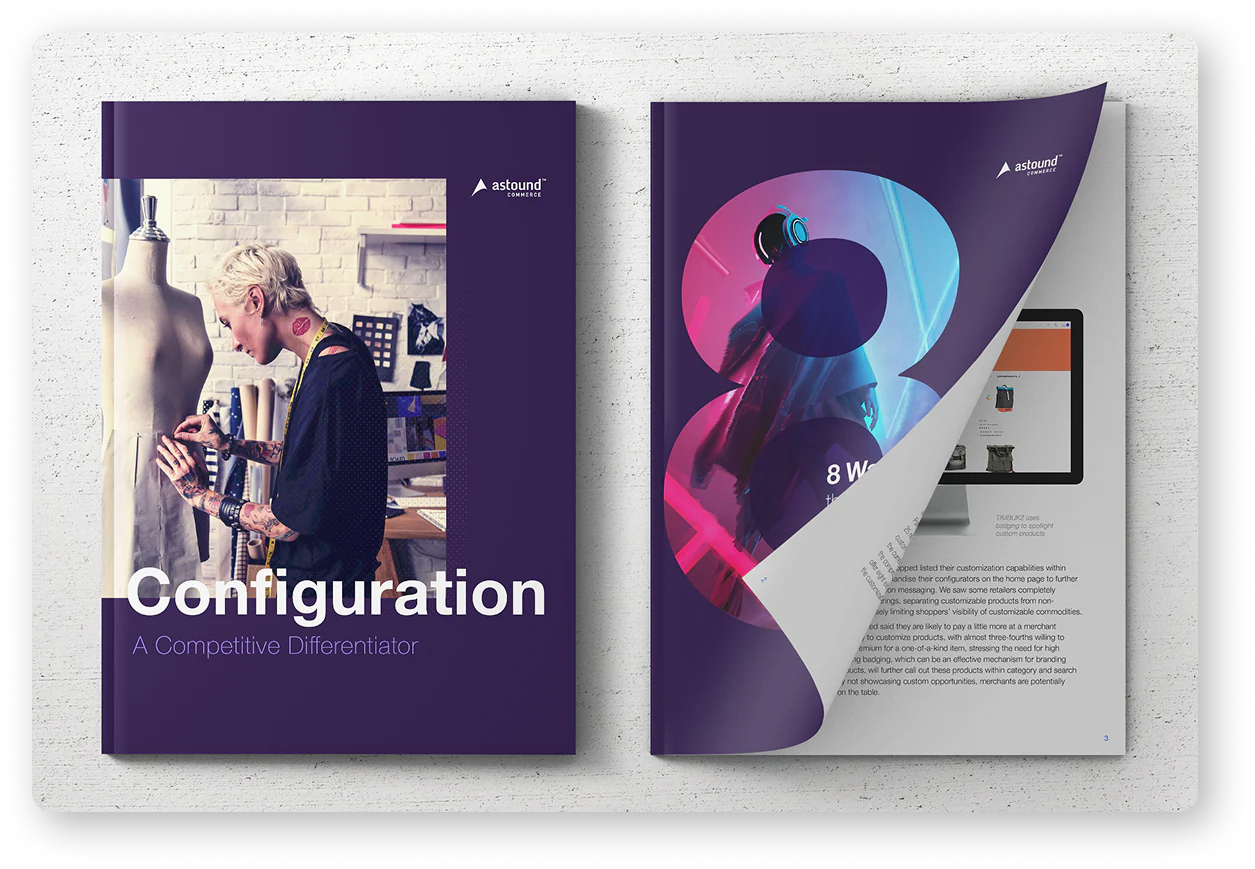 astound™
COMMERCE
Configuration
A Competitive Differentiator
astound™
COMMERCE
8
th
TIMBUK2 uses
badging to spotlight
custom products
opped listed their customization capabilities within
andise their configurators on the home page to further
on messaging. We saw some retailers completely
rings, separating customizable products from non-
sely limiting shoppers' visibility of customizable commodities.
ed said they are likely to pay a little more at a merchant
y to customize products, with almost three-fourths willing to
emium for a one-of-a-kind item, stressing the need for high
ng badging, which can be an effective mechanism for branding
ducts, will further call out these products within category and search
y not showcasing custom opportunities, merchants are potentially
on the table.
2
3